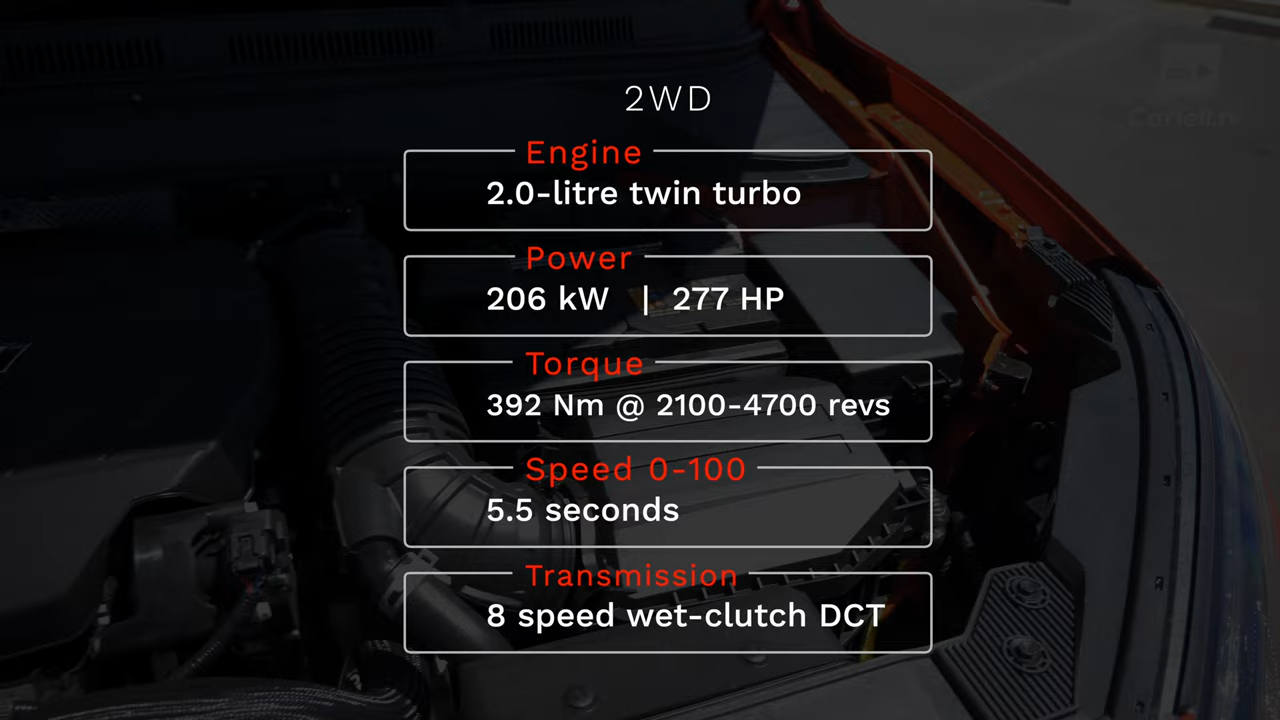 2WD
Engine
2.0-litre twin turbo
Power
206 kW | 277 HP
Torque
392 Nm @ 2100-4700 revs
Speed 0-100
5.5 seconds
Transmission
8 speed wet-clutch DCT